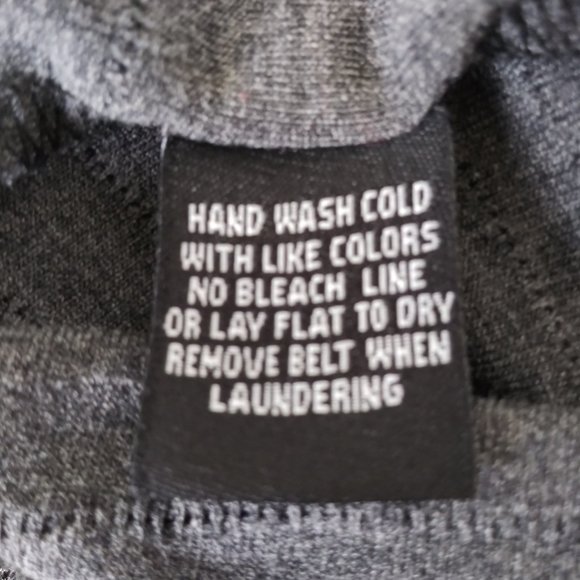 HAND WASH COLD
WITH LIKE COLORS
NO BLEACH LINE
OR LAY FLAT TO DRY
REMOVE BELT WHEN
LAUNDERING